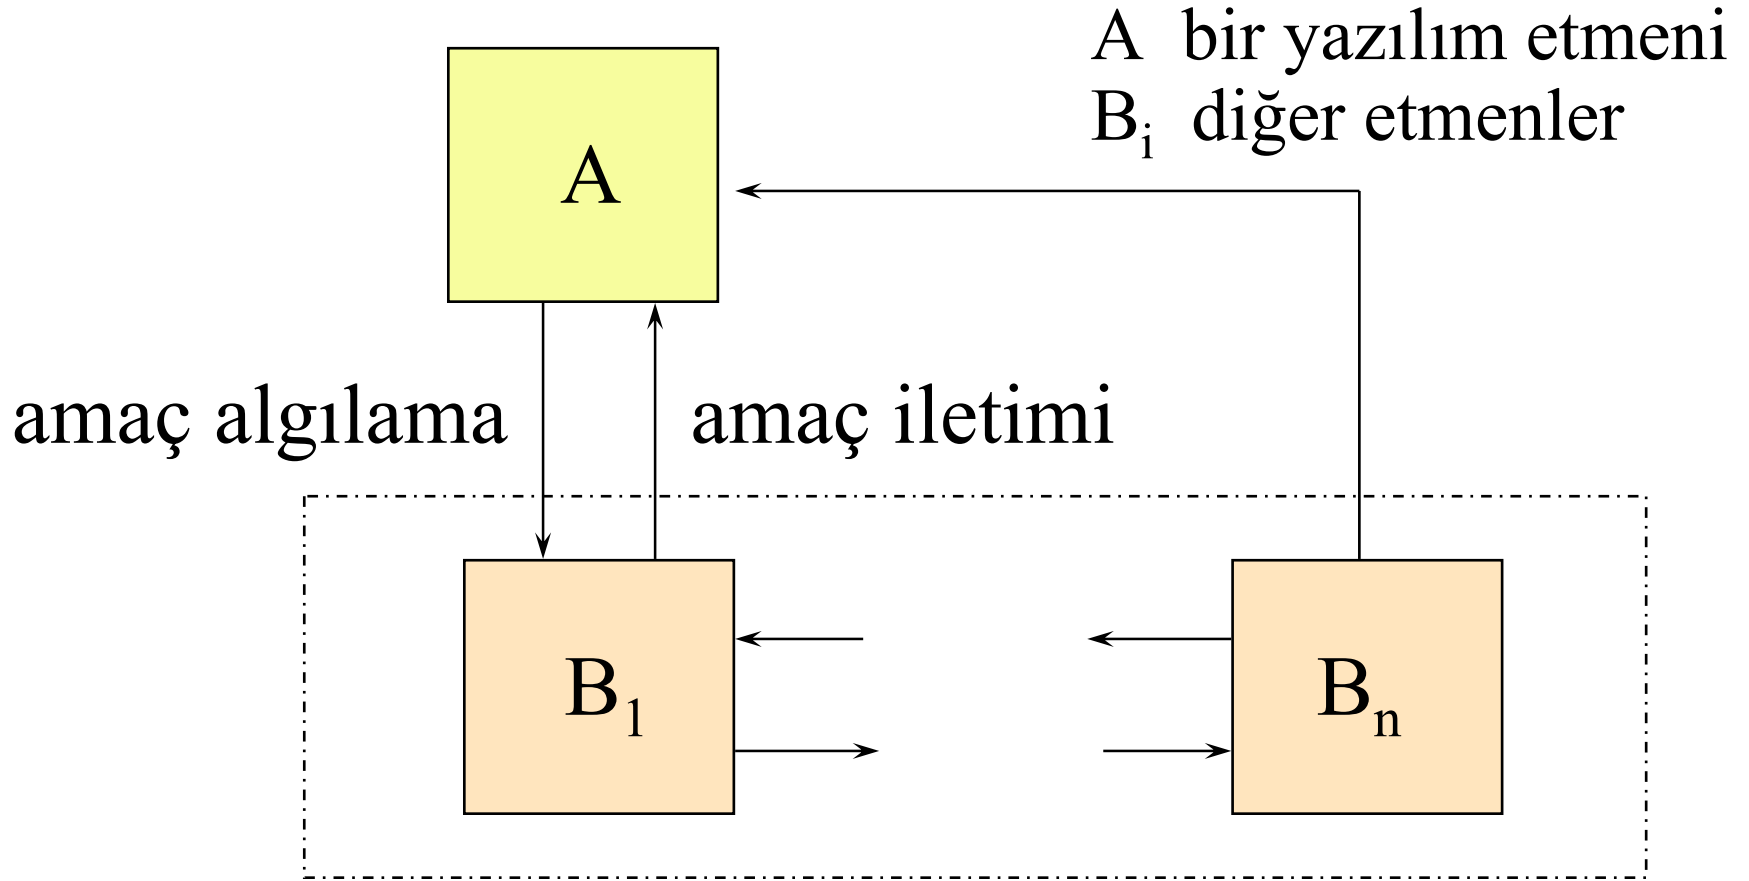 A bir yazılım etmeni
Bi diğer etmenler
A
amaç algılama amaç iletimi
B1 Bn